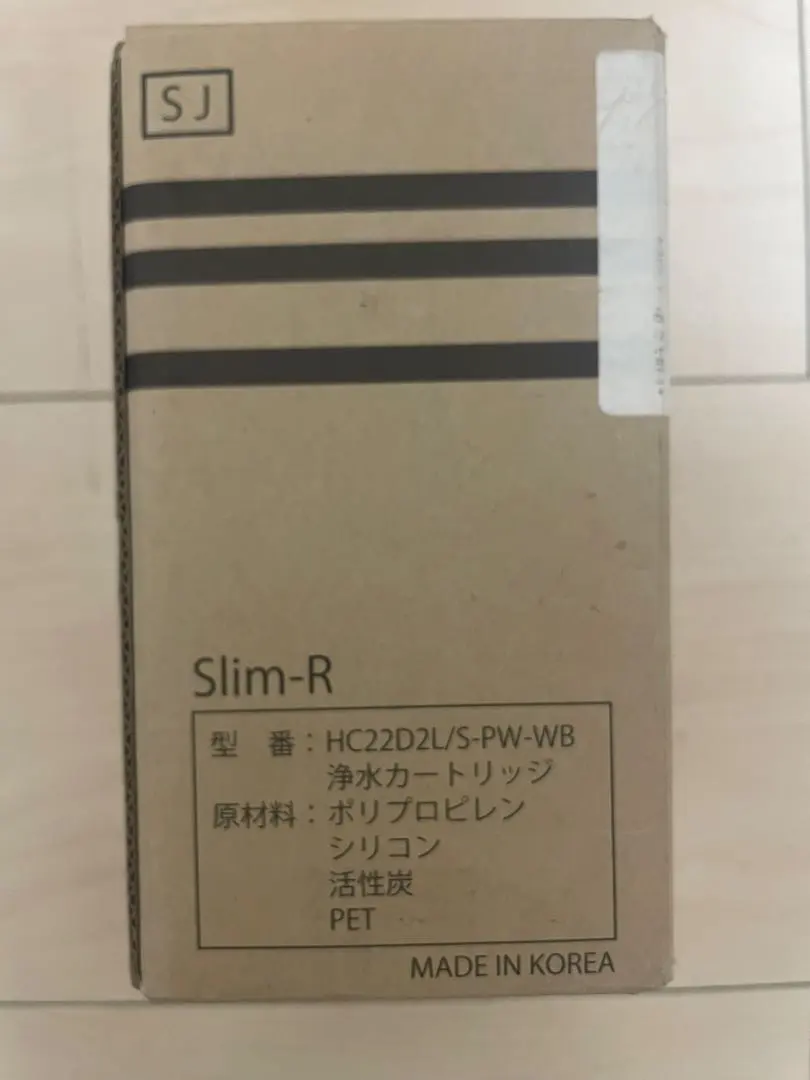 SJ
Slim-R
型 番：HC22D2L/S-PW-WB
浄水カートリッジ
原材料：ポリプロピレン
シリコン
活性炭
PET
MADE IN KOREA